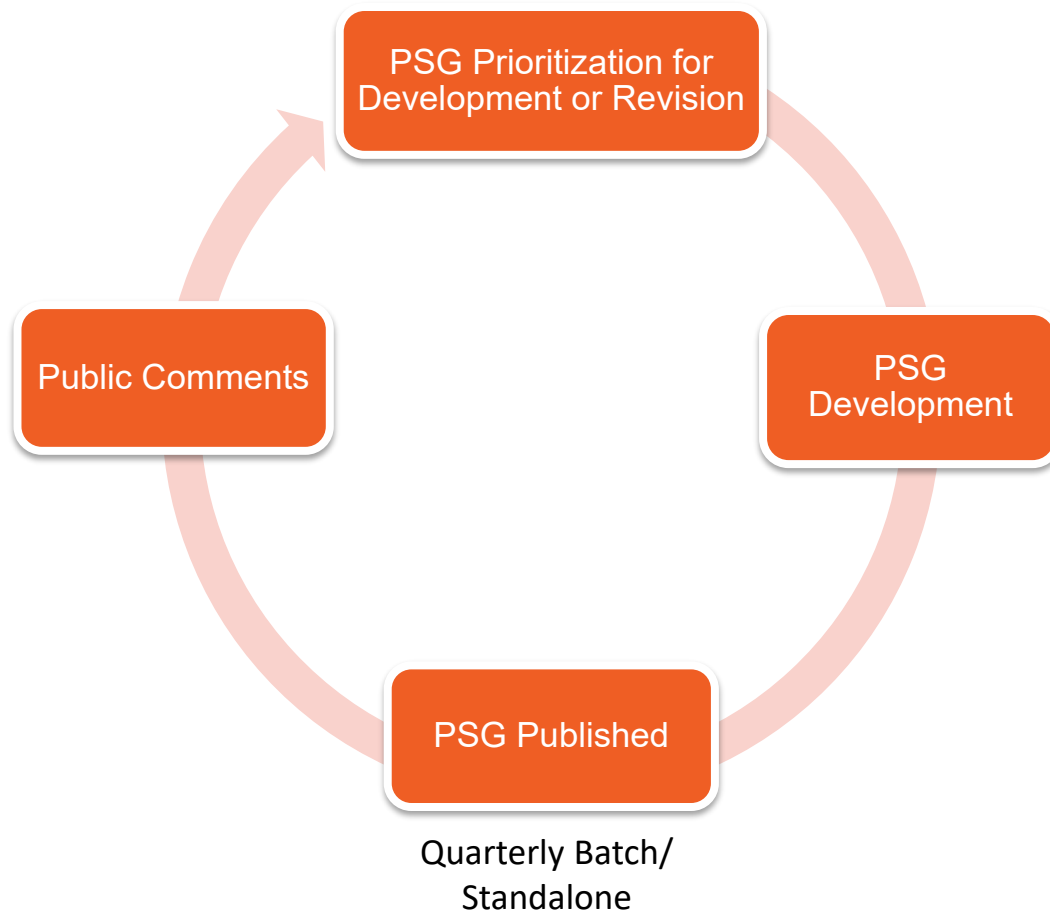 PSG Prioritization for
Development or Revision
PSG
Development
PSG Published
Quarterly Batch/
Standalone
Public Comments